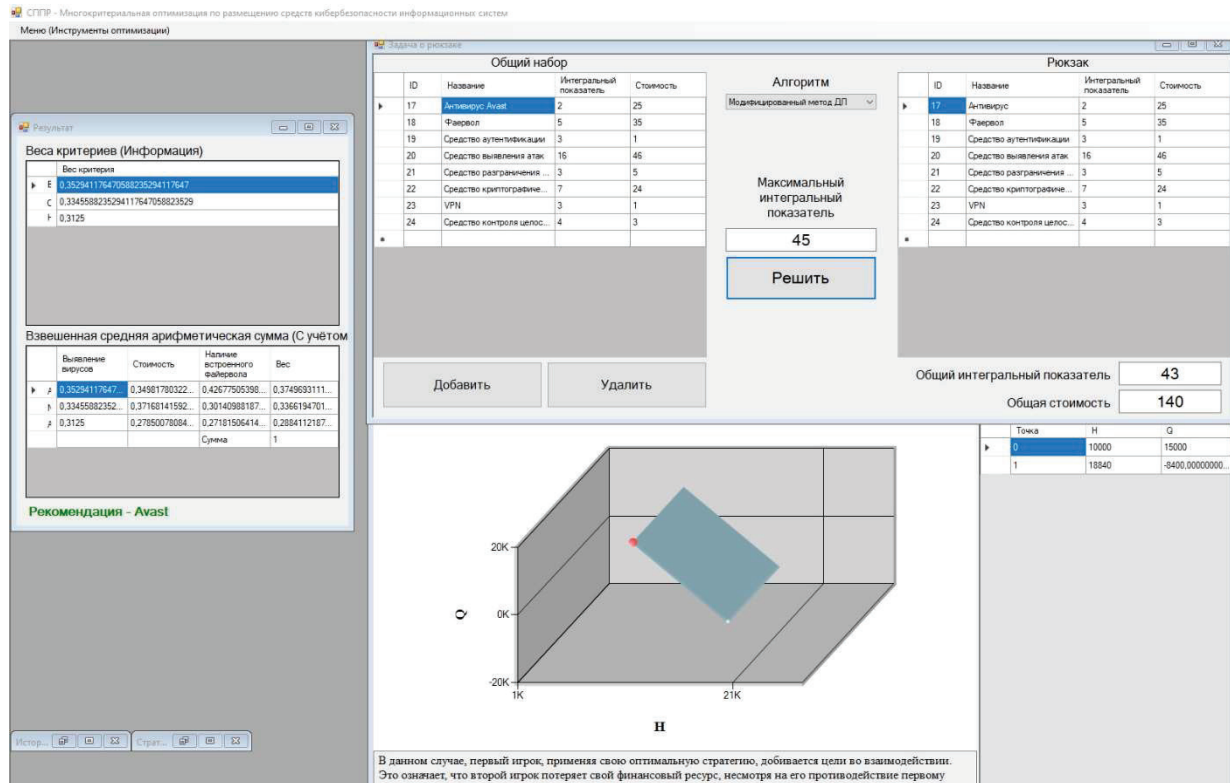 СППР - Многокритериальная оптимизация по размещению средств кибербезопасности информационных систем
Меню (Инструменты оптимизации)
Результат
Веса критериев (Информация)
Вес критерия
0,3529411764705882352941176​47
0,334558823529411764705882​3529
0,3125
Взвешенная средняя арифметическая сумма (С учётом
Выявление вирусов Стоимость Наличие встроенного файервола Вес
0,35294117647... 0,34981780322... 0,42677505398... 0,3749693111...
0,33455882352... 0,37168141592... 0,30140988187... 0,3366194701...
0,3125 0,27850078084... 0,27181506414... 0,2884112187...
Сумма 1
Рекомендация - Avast
Задача о рюкзаке
Общий набор
ID Название Интегральный показатель Стоимость
17 Антивирус Avast 2 25
18 Фаервол 5 35
19 Средство аутентификации 3 1
20 Средство выявления атак 16 46
21 Средство разграничения ... 3 5
22 Средство криптографиче... 7 24
23 VPN 3 1
24 Средство контроля целос... 4 3
Алгоритм
Модифицированный метод ДП
Максимальный
интегральный
показатель
45
Решить
Рюкзак
ID Название Интегральный показатель Стоимость
17 Антивирус 2 25
18 Фаервол 5 35
19 Средство аутентификации 3 1
20 Средство выявления атак 16 46
21 Средство разграничения ... 3 5
22 Средство криптографиче... 7 24
23 VPN 3 1
24 Средство контроля целос... 4 3
Добавить
Удалить
Общий интегральный показатель 43
Общая стоимость 140
Точка H Q
0 10000 15000
1 18840 -8400,00000000...
20K
0K
-20K
Q
1K
21K
H
Истор...
Страт...
В данном случае, первый игрок, применяя свою оптимальную стратегию, добивается цели во взаимодействии.
Это означает, что второй игрок потеряет свой финансовый ресурс, несмотря на его противодействие первому